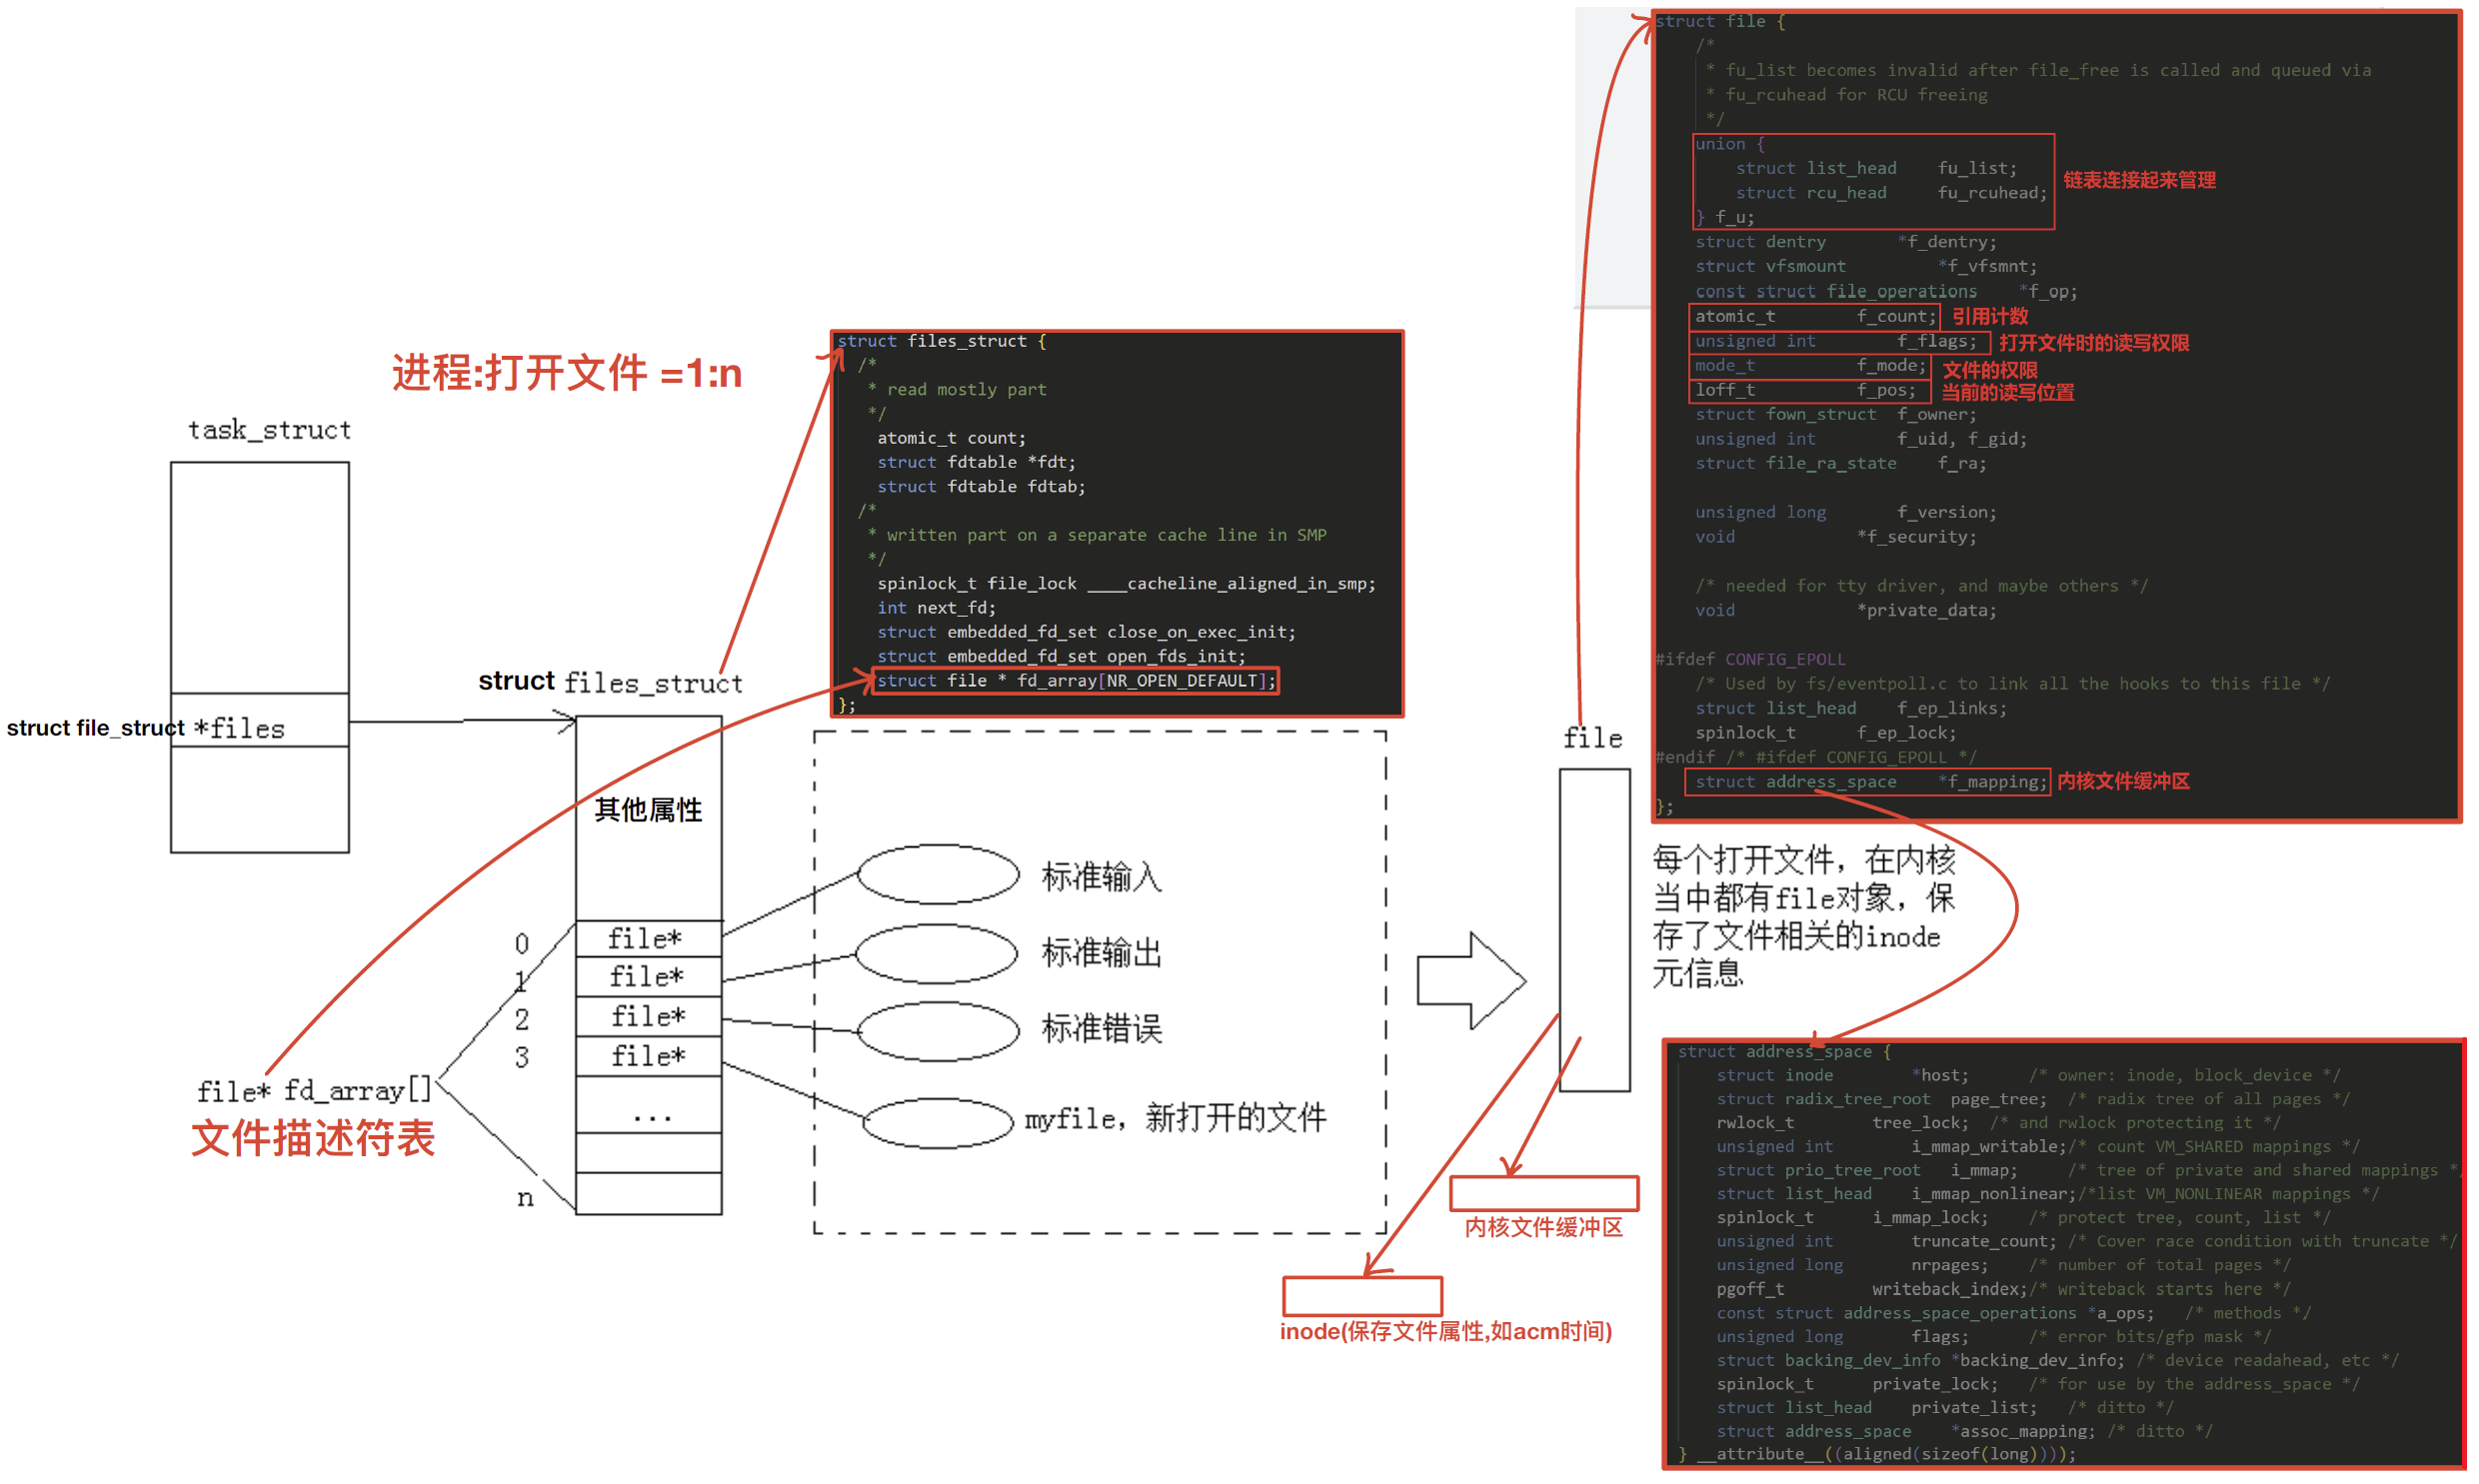 进程:打开文件 =1:n
task_struct
struct file_struct *files
struct files_struct
其他属性
0 file*
1 file*
2 file*
3 file*
...
n
file* fd_array[]
文件描述符表
struct files_struct {
/*
* read mostly part
*/
atomic_t count;
struct fdtable *fdt;
struct fdtable fdtab;
/*
* written part on a separate cache line in SMP
*/
spinlock_t file_lock ____cacheline_aligned_in_smp;
int next_fd;
struct embedded_fd_set close_on_exec_init;
struct embedded_fd_set open_fds_init;
struct file * fd_array[NR_OPEN_DEFAULT];
};
标准输入
标准输出
标准错误
myfile，新打开的文件
file
内核文件缓冲区
inode(保存文件属性,如acm时间)
struct file {
/*
* fu_list becomes invalid after file_free is called and queued via
* fu_rcuhead for RCU freeing
*/
union {
struct list_head fu_list;
struct rcu_head fu_rcuhead;
} f_u;
链表连接起来管理
struct dentry *f_dentry;
struct vfsmount *f_vfsmnt;
const struct file_operations *f_op;
atomic_t f_count; 引用计数
unsigned int f_flags; 打开文件时的读写权限
mode_t f_mode; 文件的权限
loff_t f_pos; 当前的读写位置
struct fown_struct f_owner;
unsigned int f_uid, f_gid;
struct file_ra_state f_ra;
unsigned long f_version;
void *f_security;
/* needed for tty driver, and maybe others */
void *private_data;
#ifdef CONFIG_EPOLL
/* Used by fs/eventpoll.c to link all the hooks to this file */
struct list_head f_ep_links;
spinlock_t f_ep_lock;
#endif /* #ifdef CONFIG_EPOLL */
struct address_space *f_mapping; 内核文件缓冲区
};
每个打开文件，在内核
当中都有file对象，保
存了文件相关的inode
元信息
struct address_space {
struct inode *host; /* owner: inode, block_device */
struct radix_tree_root page_tree; /* radix tree of all pages */
rwlock_t tree_lock; /* and rwlock protecting it */
unsigned int i_mmap_writable;/* count VM_SHARED mappings */
struct prio_tree_root i_mmap; /* tree of private and shared mappings */
struct list_head i_mmap_nonlinear;/*list VM_NONLINEAR mappings */
spinlock_t i_mmap_lock; /* protect tree, count, list */
unsigned int truncate_count; /* Cover race condition with truncate */
unsigned long nrpages; /* number of total pages */
pgoff_t writeback_index;/* writeback starts here */
const struct address_space_operations *a_ops; /* methods */
unsigned long flags; /* error bits/gfp mask */
struct backing_dev_info *backing_dev_info; /* device readahead, etc */
spinlock_t private_lock; /* for use by the address_space */
struct list_head private_list; /* ditto */
struct address_space *assoc_mapping; /* ditto */
} __attribute__((aligned(sizeof(long))));